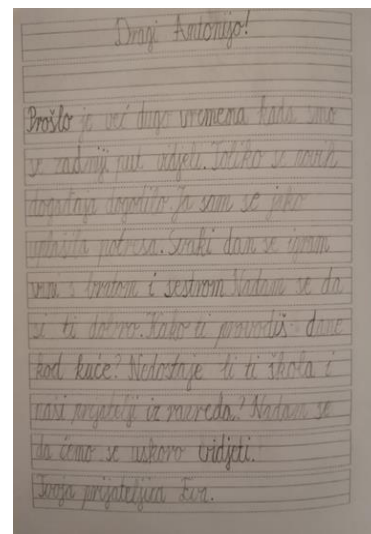 Dragi Antonijo!
Prošlo je već dugo vremena kada smo
se zadnji put vidjeli. Toliko se novih
događaja dogodilo. Ja sam se jako
uplašila potresa. Svaki dan se igram
vani s bratom i sestrom. Nadam se da
si ti dobro. Kako ti provodiš dane
kod kuće? Nedostaje li ti škola i
naši prijatelji iz razreda? Nadam se
da ćemo se uskoro vidjeti.
Tvoja prijateljica Eva.